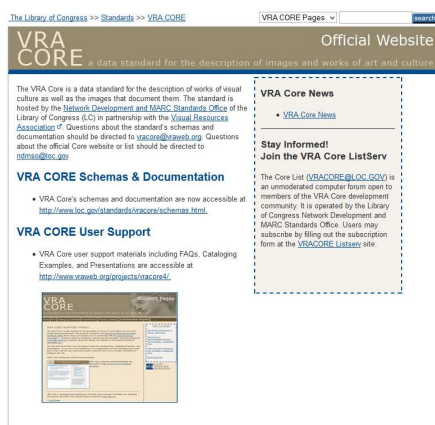 The Library of Congress >> Standards >> VRA CORE
VRA CORE Pages
search
VRA
CORE
Official Website
a data standard for the description of images and works of art and culture
The VRA Core is a data standard for the description of works of visual
culture as well as the images that document them. The standard is
hosted by the Network Development and MARC Standards Office of the
Library of Congress (LC) in partnership with the Visual Resources
Association. Questions about the standard's schemas and
documentation should be directed to vracore@vraweb.org. Questions
about the official Core website or list should be directed to
ndmso@loc.gov.
VRA CORE Schemas & Documentation
• VRA Core's schemas and documentation are now accessible at
http://www.loc.gov/standards/vracore/schemas.html.
VRA CORE User Support
• VRA Core user support materials including FAQs, Cataloging
Examples, and Presentations are accessible at
http://www.vraweb.org/projects/vracore4/.
VRA
CORE
Support Pages
VRA Core News
• VRA Core News
Stay Informed!
Join the VRA Core ListServ
The Core List (VRACORE@LOC.GOV) is
an unmoderated computer forum open to
members of the VRA Core development
community. It is operated by the Library
of Congress Network Development and
MARC Standards Office. Users may
subscribe by filling out the subscription
form at the VRACORE Listserv site.